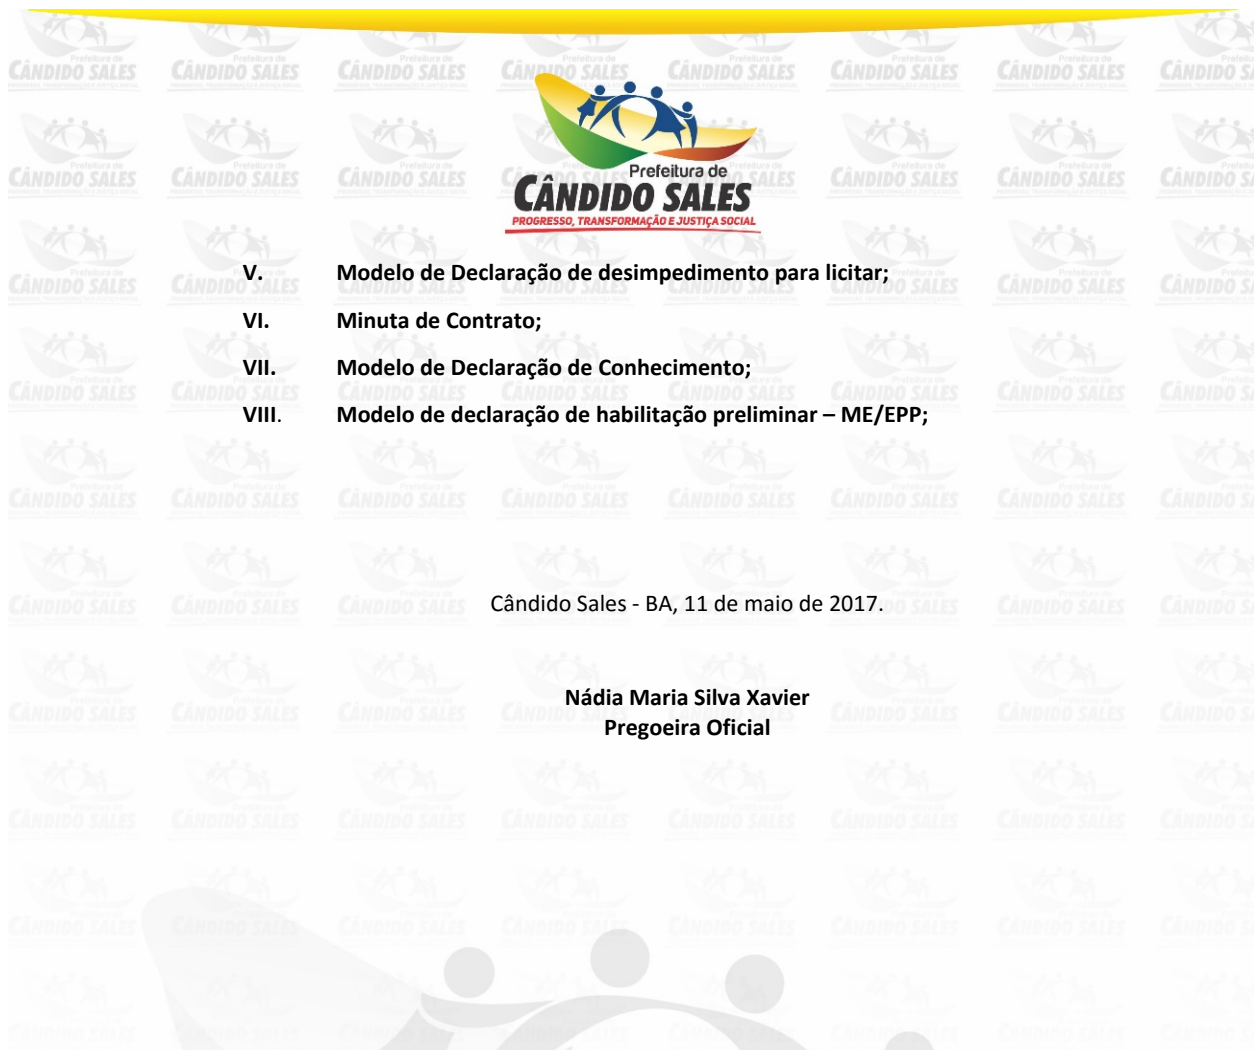 Prefeitura de
CÂNDIDO SALES
PROGRESSO, TRANSFORMAÇÃO E JUSTIÇA SOCIAL
V. Modelo de Declaração de desimpedimento para licitar;
VI. Minuta de Contrato;
VII. Modelo de Declaração de Conhecimento;
VIII. Modelo de declaração de habilitação preliminar – ME/EPP;
Cândido Sales - BA, 11 de maio de 2017.
Nádia Maria Silva Xavier
Pregoeira Oficial